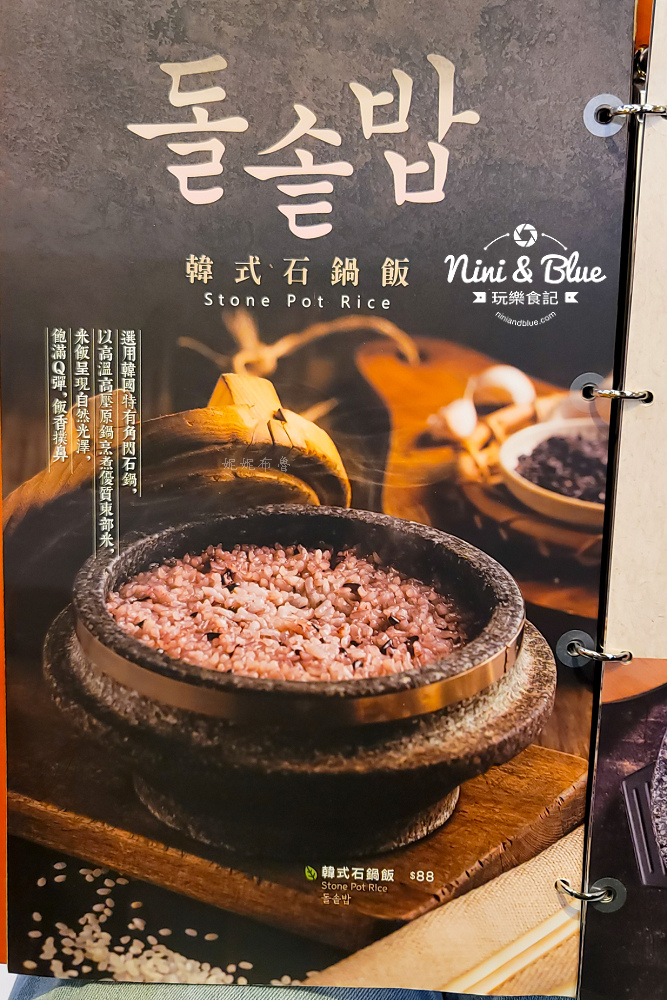 돌솥밥
韓式石鍋飯
Stone Pot Rice
Nini & Blue
玩樂食記
niniandblue.com
選用韓國特有角閃石鍋,
以高溫高壓原鍋烹煮優質東部米,
米飯呈現自然光澤,
飽滿Q彈,飯香撲鼻
妮妮布魯
韓式石鍋飯 $88
Stone Pot Rice
돌솥밥